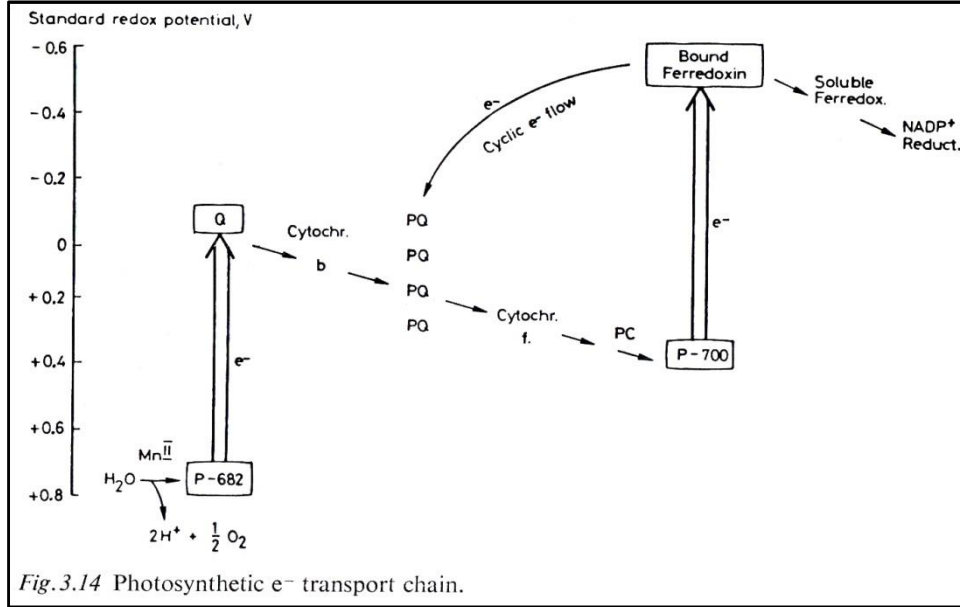 Standard redox potential, V
- 0.6
- 0.4
- 0.2
0
+ 0.2
+ 0.4
+0.6
+0.8
Bound
Ferredoxin
Soluble
Ferredox.
NADP⁺
Reduct.
e⁻
Cyclic e⁻ flow
Q
Cytochr.
b
PQ
PQ
PQ
PQ
Cytochr.
f.
PC
P-700
e⁻
e⁻
Mn II
H₂O
P-682
2H⁺ + 1/2 O₂
Fig.3.14 Photosynthetic e⁻ transport chain.